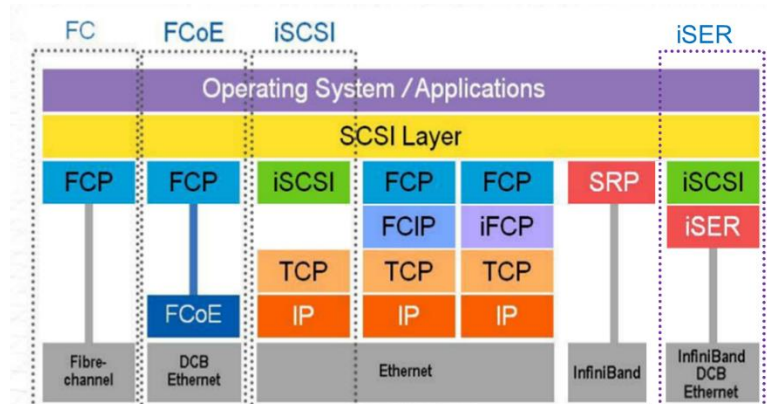 FC FCoE iSCSI iSER
Operating System /Applications
SCSI Layer
FCP FCP iSCSI FCP FCP SRP iSCSI
FCIP iFCP iSER
TCP TCP TCP
FCoE IP IP IP
Fibre-
channel
DCB
Ethernet
Ethernet
InfiniBand
InfiniBand
DCB
Ethernet